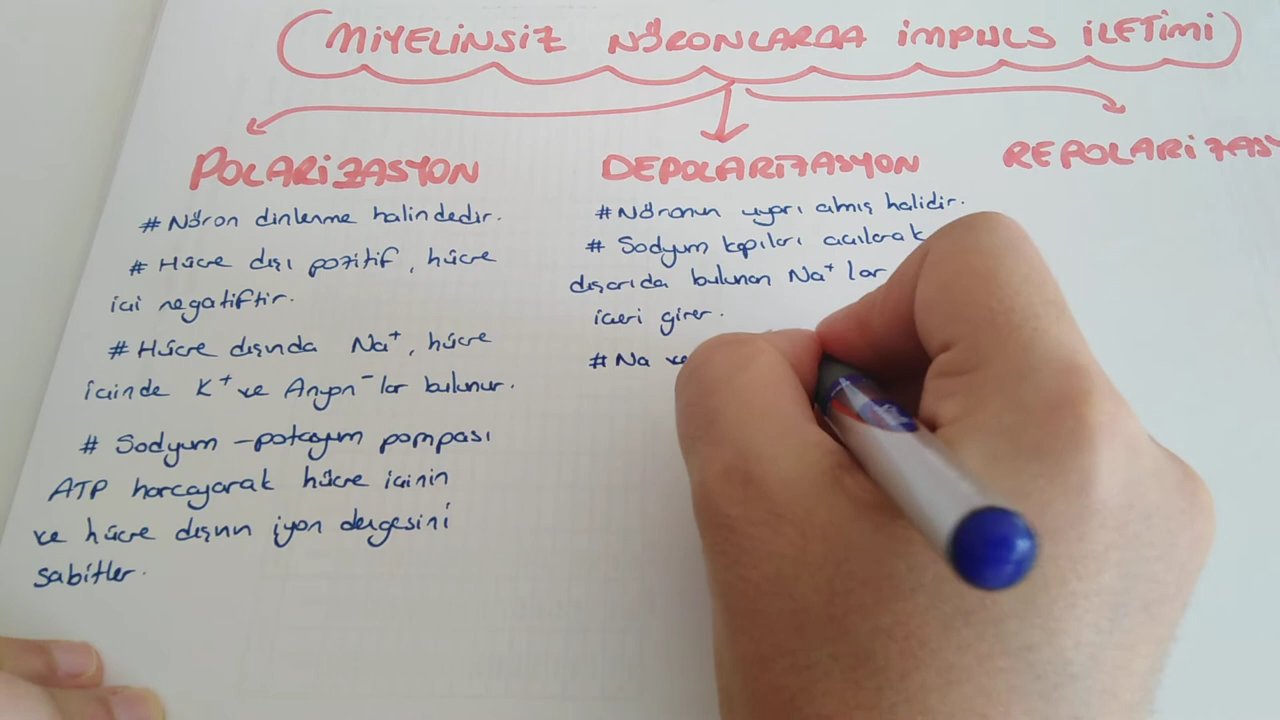 (MİYELİNSİZ NÖRONLARDA İMPULS İLETİMİ)
POLARİZASYON
# Nöron dinlenme halindedir.
# Hücre dışı pozitif, hücre
içi negatiftir.
# Hücre dışında Na⁺, hücre
içinde K⁺ ve Anyon⁻lar bulunur.
# Sodyum -potasyum pompası
ATP harcayarak hücre içinin
ve hücre dışının iyon dengesini
sabitler.
DEPOLARİZASYON
# Nöronun uyarı almış halidir.
# Sodyum kapıları açılarak
dışarıda bulunan Na⁺ lar
içeri girer.
# Na ve
REPOLARİZASY